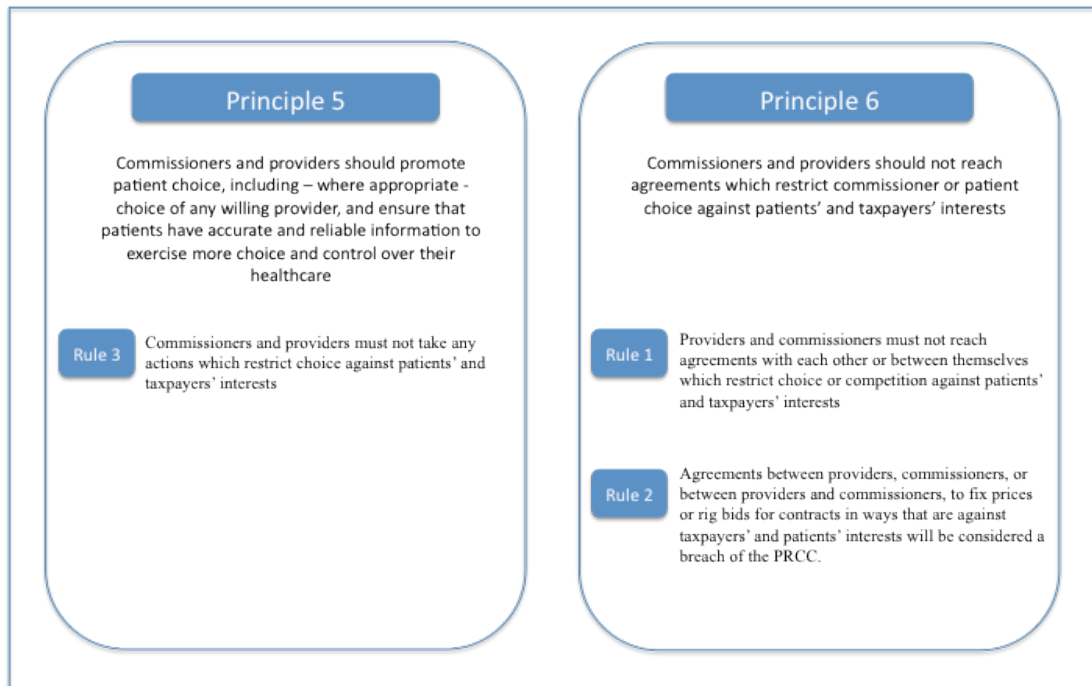 Principle 5
Commissioners and providers should promote
patient choice, including – where appropriate -
choice of any willing provider, and ensure that
patients have accurate and reliable information to
exercise more choice and control over their
healthcare
Rule 3
Commissioners and providers must not take any
actions which restrict choice against patients’ and
taxpayers’ interests
Principle 6
Commissioners and providers should not reach
agreements which restrict commissioner or patient
choice against patients’ and taxpayers’ interests
Rule 1
Providers and commissioners must not reach
agreements with each other or between themselves
which restrict choice or competition against patients’
and taxpayers’ interests
Rule 2
Agreements between providers, commissioners, or
between providers and commissioners, to fix prices
or rig bids for contracts in ways that are against
taxpayers’ and patients’ interests will be considered a
breach of the PRCC.